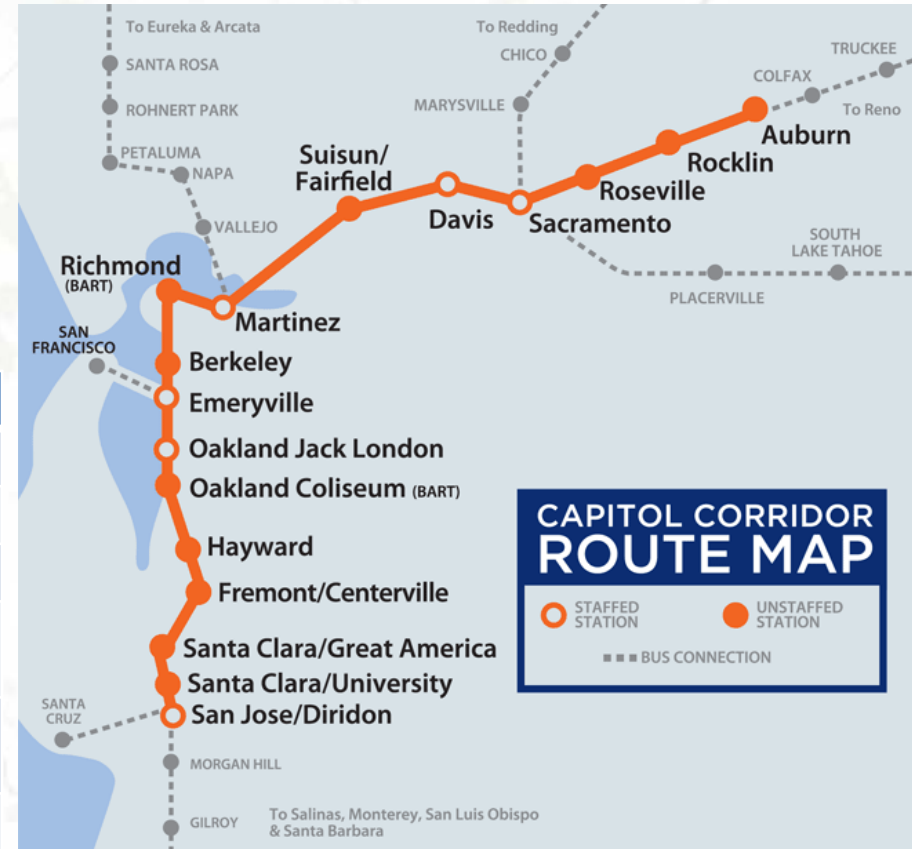 To Eureka & Arcata
SANTA ROSA
ROHNERT PARK
PETALUMA
NAPA
VALLEJO
To Redding
CHICO
MARYSVILLE
TRUCKEE
COLFAX
To Reno
Auburn
Rocklin
Roseville
Sacramento
Davis
Suisun/
Fairfield
SOUTH
LAKE TAHOE
PLACERVILLE
Richmond
(BART)
Martinez
SAN
FRANCISCO
Berkeley
Emeryville
Oakland Jack London
Oakland Coliseum (BART)
Hayward
Fremont/Centerville
Santa Clara/Great America
Santa Clara/University
San Jose/Diridon
SANTA
CRUZ
MORGAN HILL
GILROY
To Salinas, Monterey, San Luis Obispo
& Santa Barbara
CAPITOL CORRIDOR
ROUTE MAP
STAFFED
STATION
UNSTAFFED
STATION
BUS CONNECTION